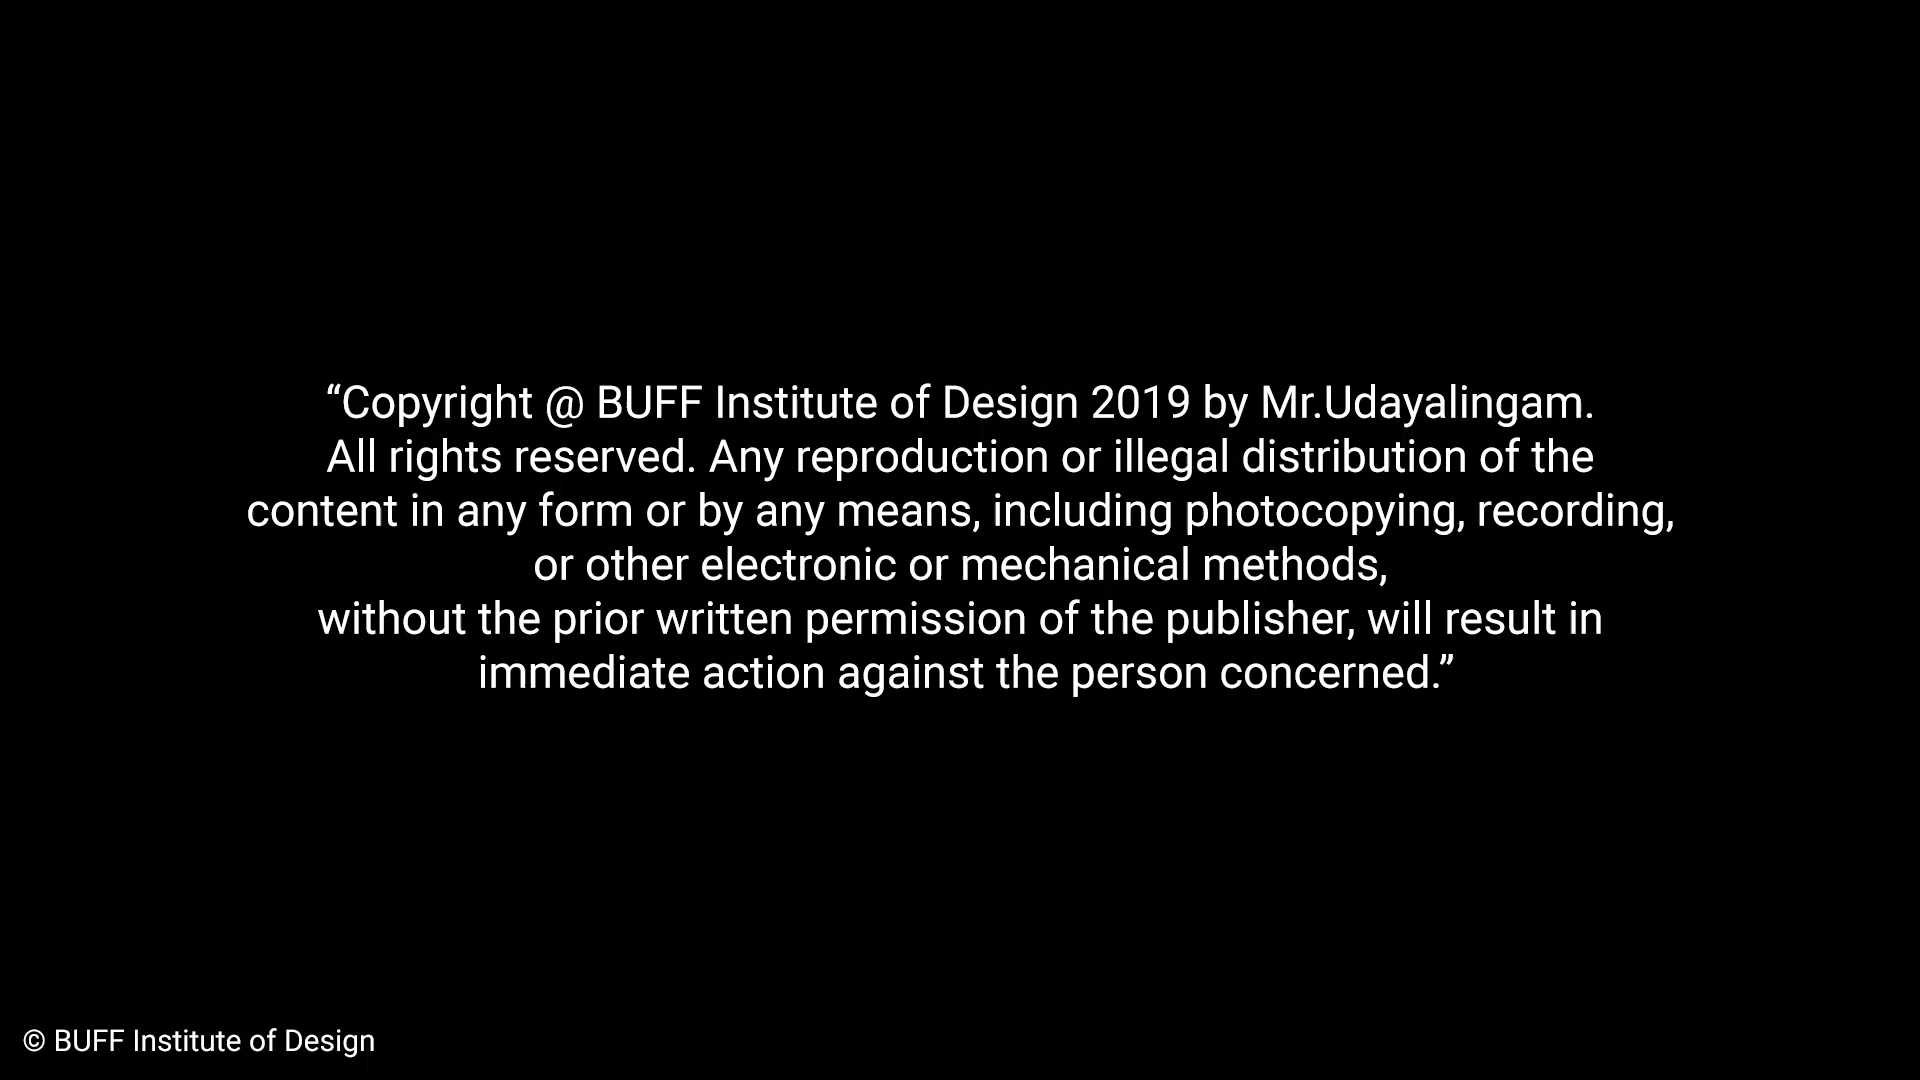 “Copyright @ BUFF Institute of Design 2019 by Mr.Udayalingam.
All rights reserved. Any reproduction or illegal distribution of the
content in any form or by any means, including photocopying, recording,
or other electronic or mechanical methods,
without the prior written permission of the publisher, will result in
immediate action against the person concerned.”
© BUFF Institute of Design